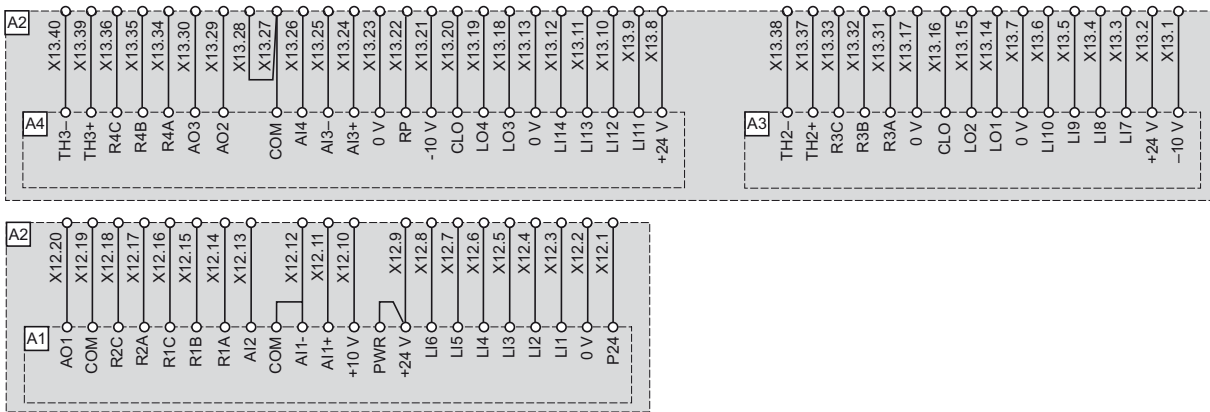 A2
X13.40 X13.39 X13.36 X13.35 X13.34 X13.30 X13.29 X13.28 X13.27 X13.26 X13.25 X13.24 X13.23 X13.22 X13.21 X13.20 X13.19 X13.18 X13.13 X13.12 X13.11 X13.10 X13.9 X13.8
X13.38 X13.37 X13.33 X13.32 X13.31 X13.17 X13.16 X13.15 X13.14 X13.7 X13.6 X13.5 X13.4 X13.3 X13.2 X13.1
A4
TH3– TH3+ R4C R4B R4A AO3 AO2 COM AI4 AI3- AI3+ 0 V RP -10 V CLO LO4 LO3 0 V LI14 LI13 LI12 LI11 +24 V
A3
TH2– TH2+ R3C R3B R3A 0 V CLO LO2 LO1 0 V LI10 LI9 LI8 LI7 +24 V –10 V
A2
X12.20 X12.19 X12.18 X12.17 X12.16 X12.15 X12.14 X12.13 X12.12 X12.11 X12.10 X12.9 X12.8 X12.7 X12.6 X12.5 X12.4 X12.3 X12.2 X12.1
A1
AO1 COM R2C R2A R1C R1B R1A AI2 COM AI1- AI1+ +10 V PWR +24 V LI6 LI5 LI4 LI3 LI2 LI1 0 V P24